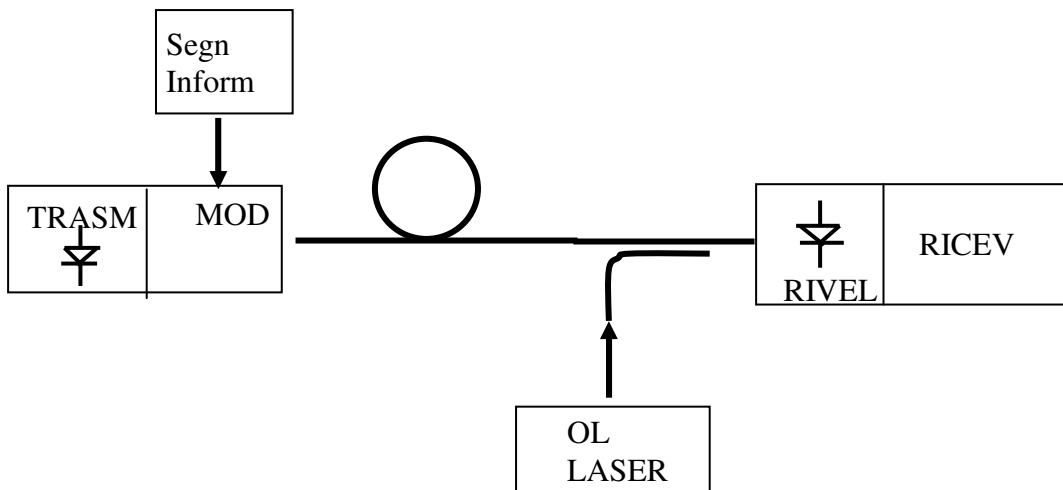 Segn
Inform
TRASM
MOD
RIVEL
RICEV
OL
LASER